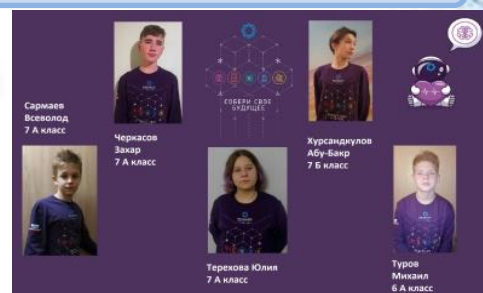 СОБЕРИ СВОЕ
БУДУЩЕЕ
Сармаев
Всеволод
7 А класс
Черкасов
Захар
7 А класс
Хурсандкулов
Абу-Бакр
7 Б класс
Терехова Юлия
7 А класс
Туров
Михаил
6 А класс